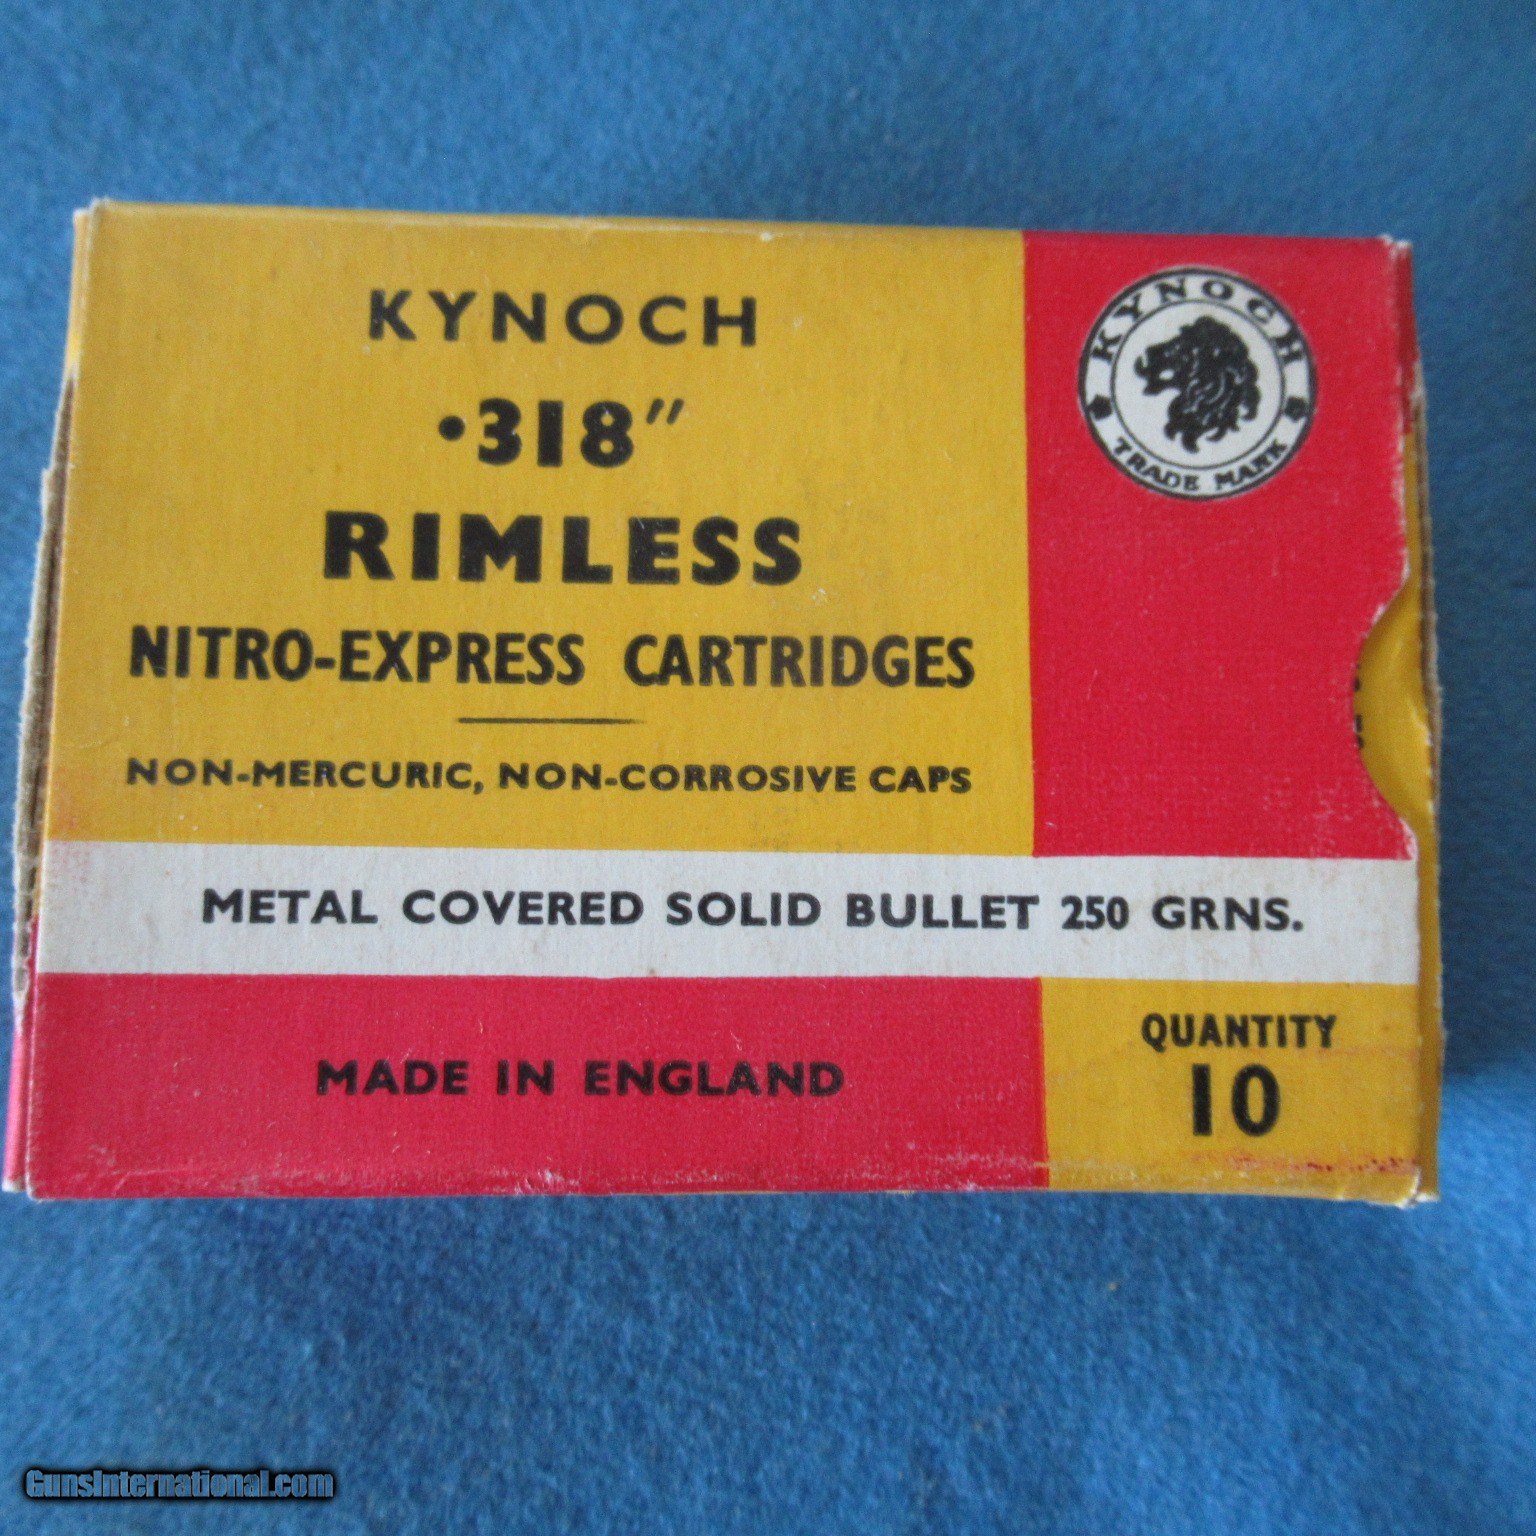 KYNOCH
.318"
RIMLESS
NITRO-EXPRESS CARTRIDGES
NON-MERCURIC, NON-CORROSIVE CAPS
KYNOCH
TRADE MARK
METAL COVERED SOLID BULLET 250 GRNS.
MADE IN ENGLAND
QUANTITY
10
GunsInternational.com